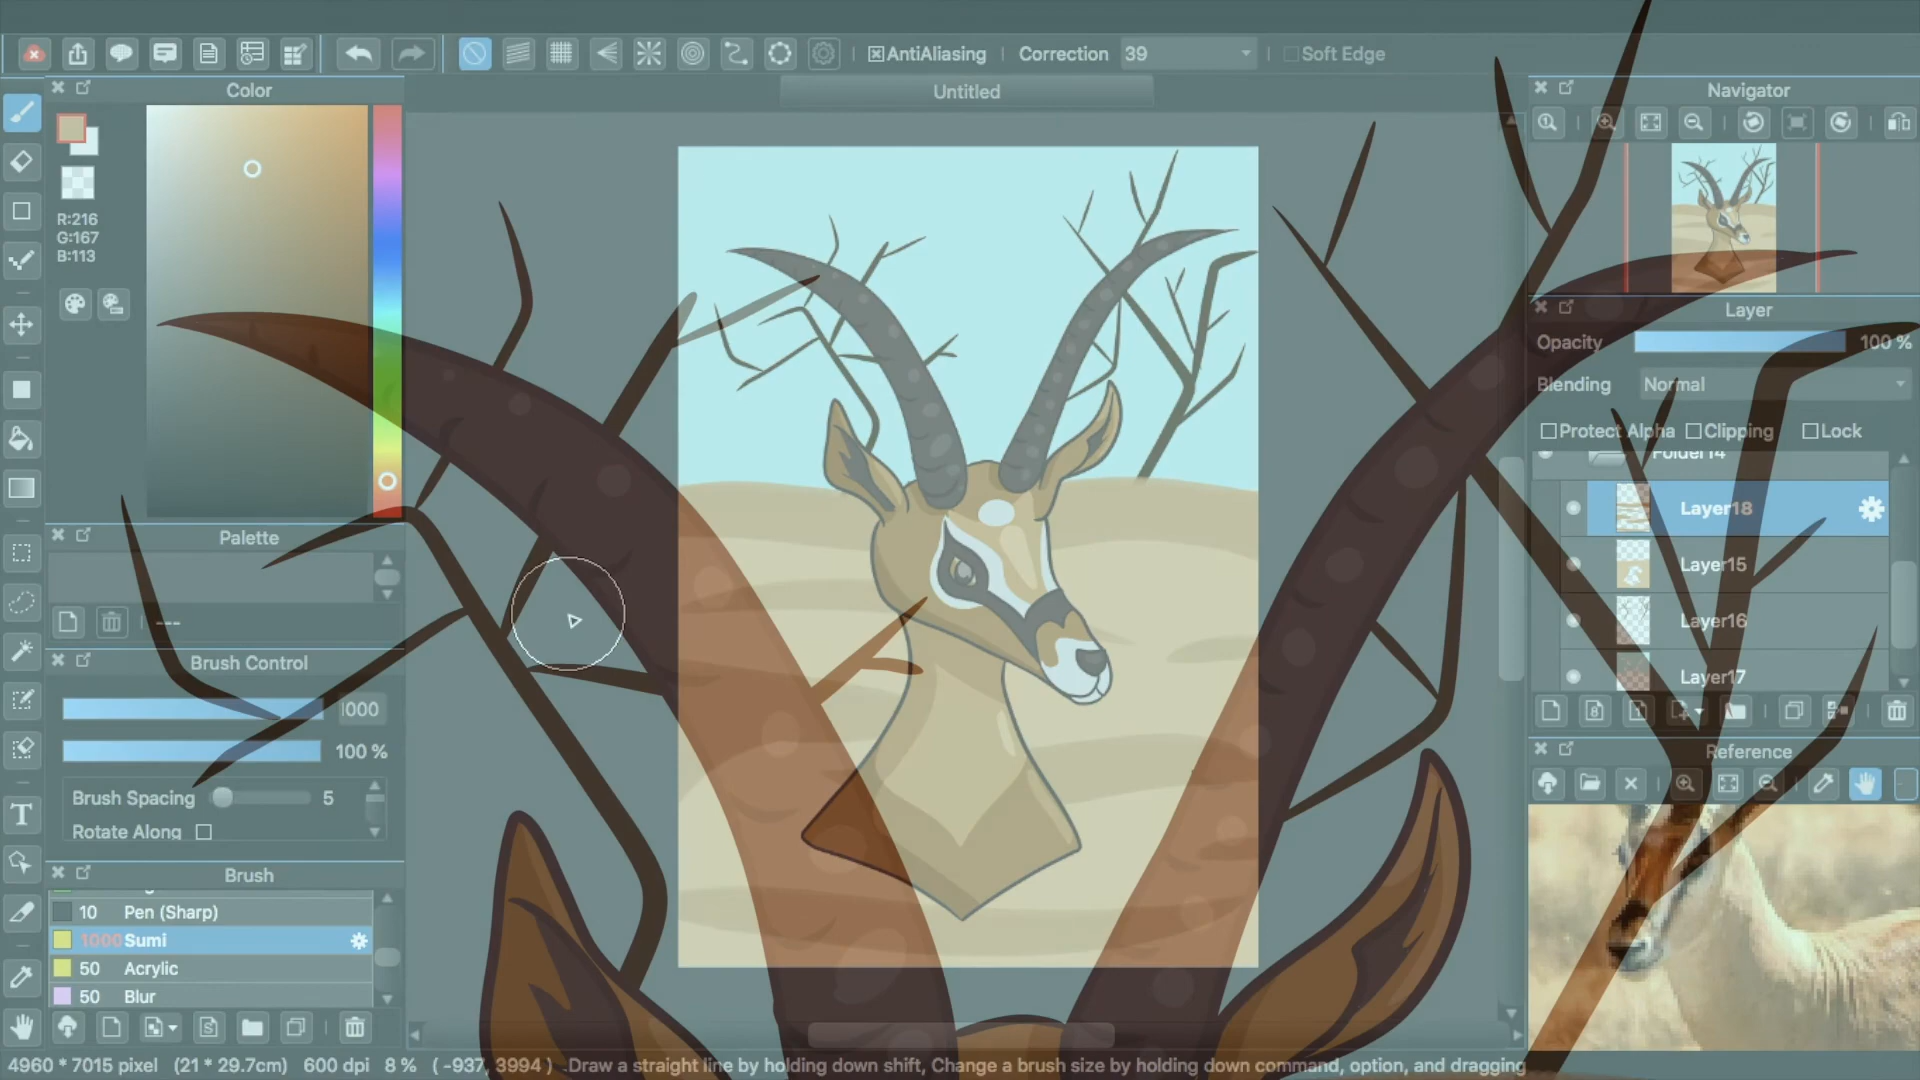 AntiAliasing
Correction 39
Soft Edge
Color
Untitled
Navigator
R:216
G:167
B:113
Layer
Opacity 100 %
Blending Normal
Protect Alpha Clipping Lock
Folder14
Layer18
Palette
Layer15
---
Layer16
Brush Control
Layer17
100 %
Reference
Brush Spacing 5
Rotate Along
Brush
10 Pen (Sharp)
1000 Sumi
50 Acrylic
50 Blur
4960 * 7015 pixel (21 * 29.7cm) 600 dpi 8 % ( -937, 3994 ) Draw a straight line by holding down shift, Change a brush size by holding down command, option, and dragging